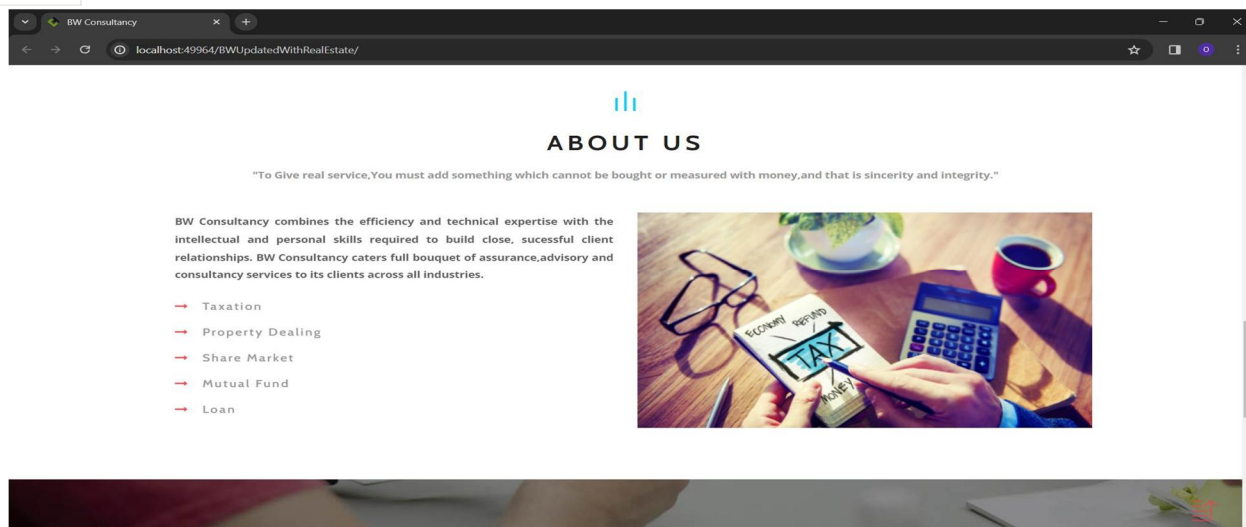 BW Consultancy
localhost:49964/BWUpdatedWithRealEstate/
O
ABOUT US
"To Give real service,You must add something which cannot be bought or measured with money,and that is sincerity and integrity."
BW Consultancy combines the efficiency and technical expertise with the
intellectual and personal skills required to build close, sucessful client
relationships. BW Consultancy caters full bouquet of assurance,advisory and
consultancy services to its clients across all industries.
Taxation
Property Dealing
Share Market
Mutual Fund
Loan
ECONOMY REFUND
TAX
MONEY